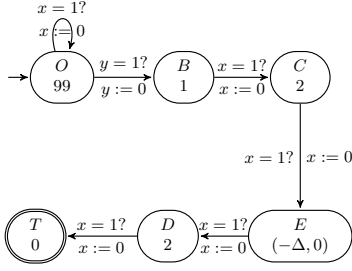 x = 1?
x := 0
O
99
y = 1?
y := 0
B
1
x = 1?
x := 0
C
2
x = 1?
x := 0
T
0
x = 1?
x := 0
D
2
x = 1?
x := 0
E
(−Δ, 0)